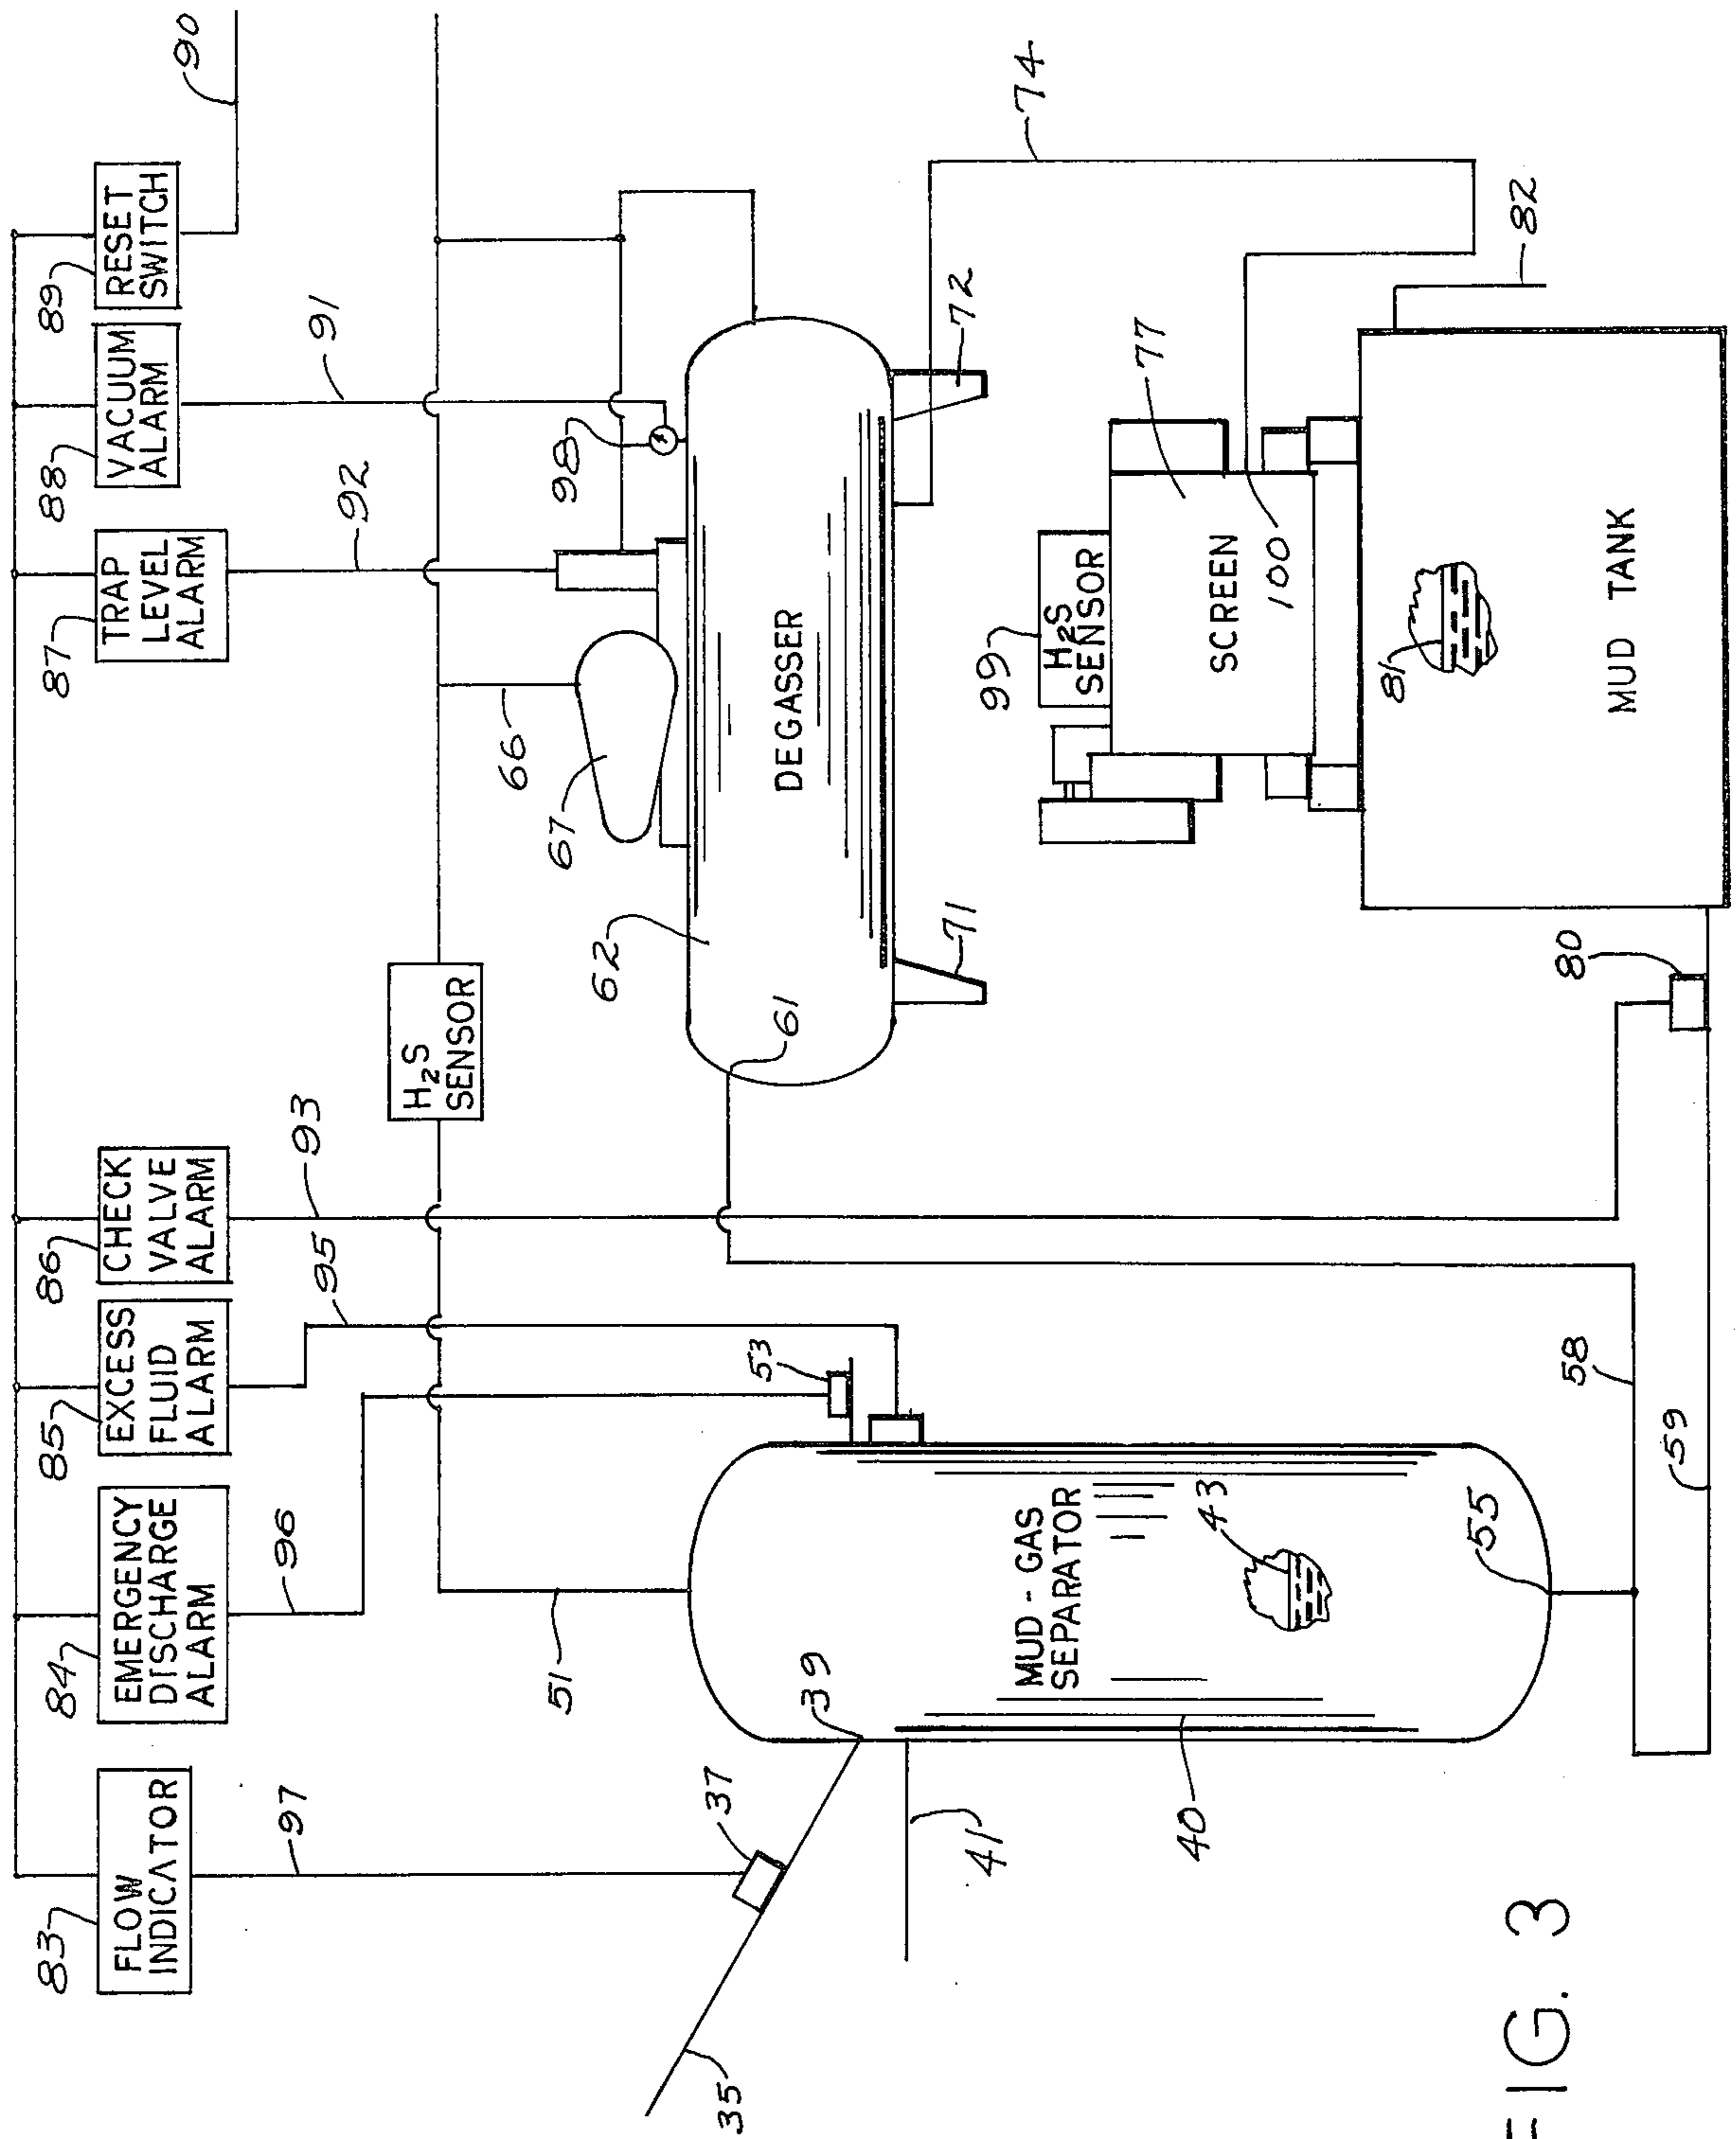 83
FLOW
INDICATOR
84
EMERGENCY
DISCHARGE
ALARM
85
EXCESS
FLUID
ALARM
86
CHECK
VALVE
ALARM
87
TRAP
LEVEL
ALARM
88
VACUUM
ALARM
89
RESET
SWITCH
90
97
96
95
93
92
91
H₂S
SENSOR
51
66
67
98
62
61
DEGASSER
71
72
74
35
37
39
41
53
MUD-GAS
SEPARATOR
43
40
55
58
59
99
H₂S
SENSOR
77
SCREEN
100
81
MUD TANK
82
80
FIG. 3